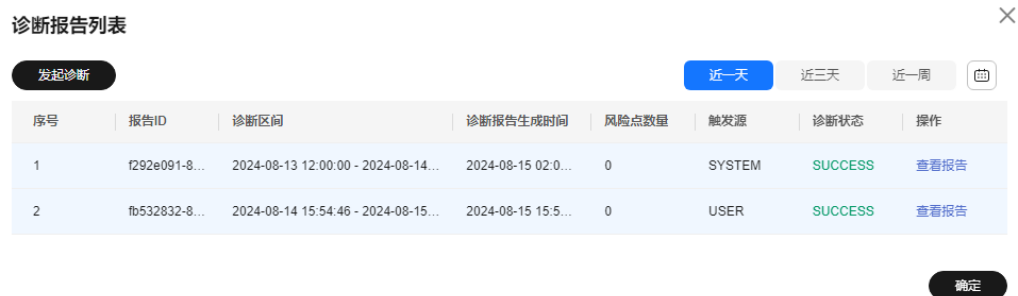 诊断报告列表
发起诊断 近一天 近三天 近一周
序号 报告ID 诊断区间 诊断报告生成时间 风险点数量 触发源 诊断状态 操作
1 f292e091-8... 2024-08-13 12:00:00 - 2024-08-14... 2024-08-15 02:0... 0 SYSTEM SUCCESS 查看报告
2 fb532832-8... 2024-08-14 15:54:46 - 2024-08-15... 2024-08-15 15:5... 0 USER SUCCESS 查看报告
确定